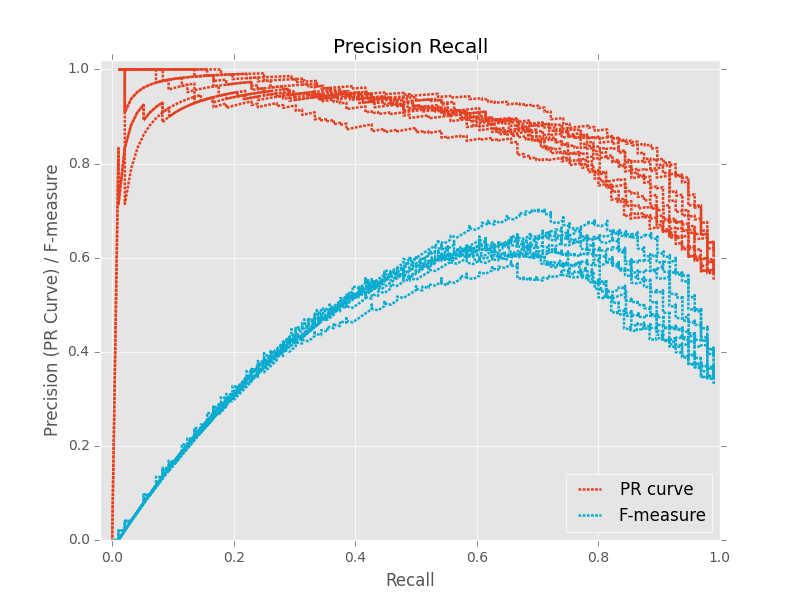 Precision Recall
Precision (PR Curve) / F-measure
1.0
0.8
0.6
0.4
0.2
0.0
0.0 0.2 0.4 0.6 0.8 1.0
Recall
PR curve
F-measure